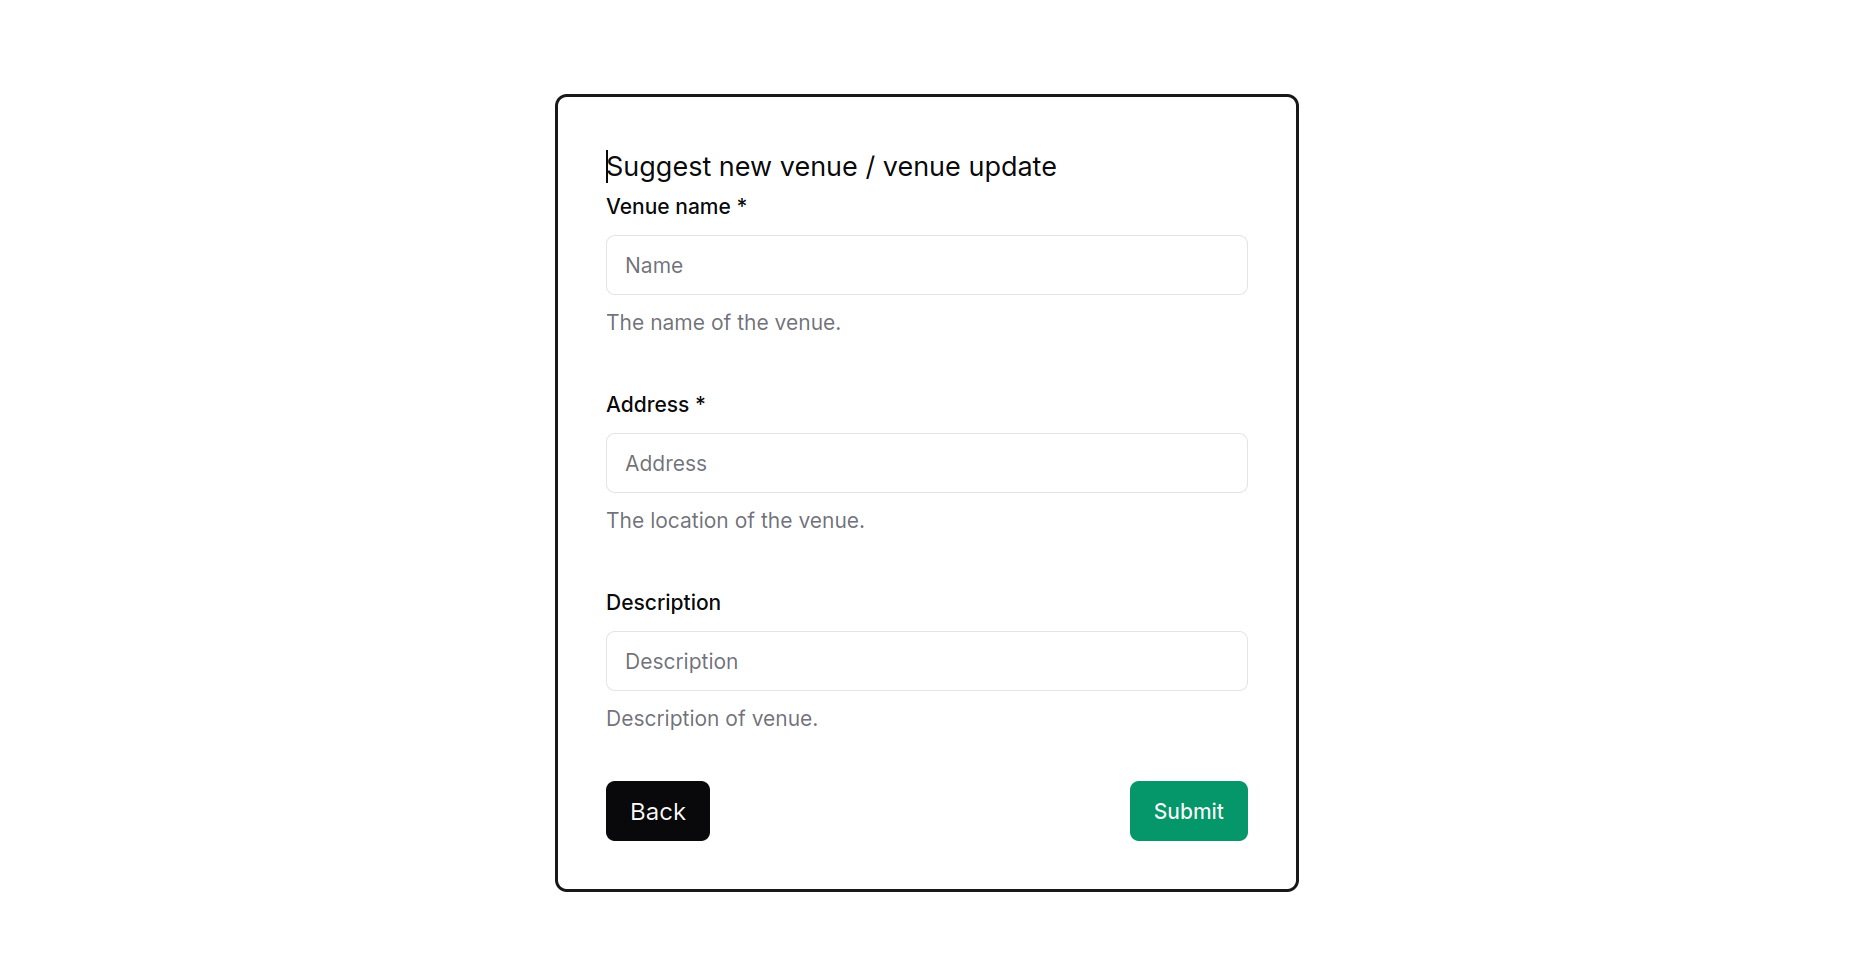 Suggest new venue / venue update
Venue name *
Name
The name of the venue.
Address *
Address
The location of the venue.
Description
Description
Description of venue.
Back
Submit